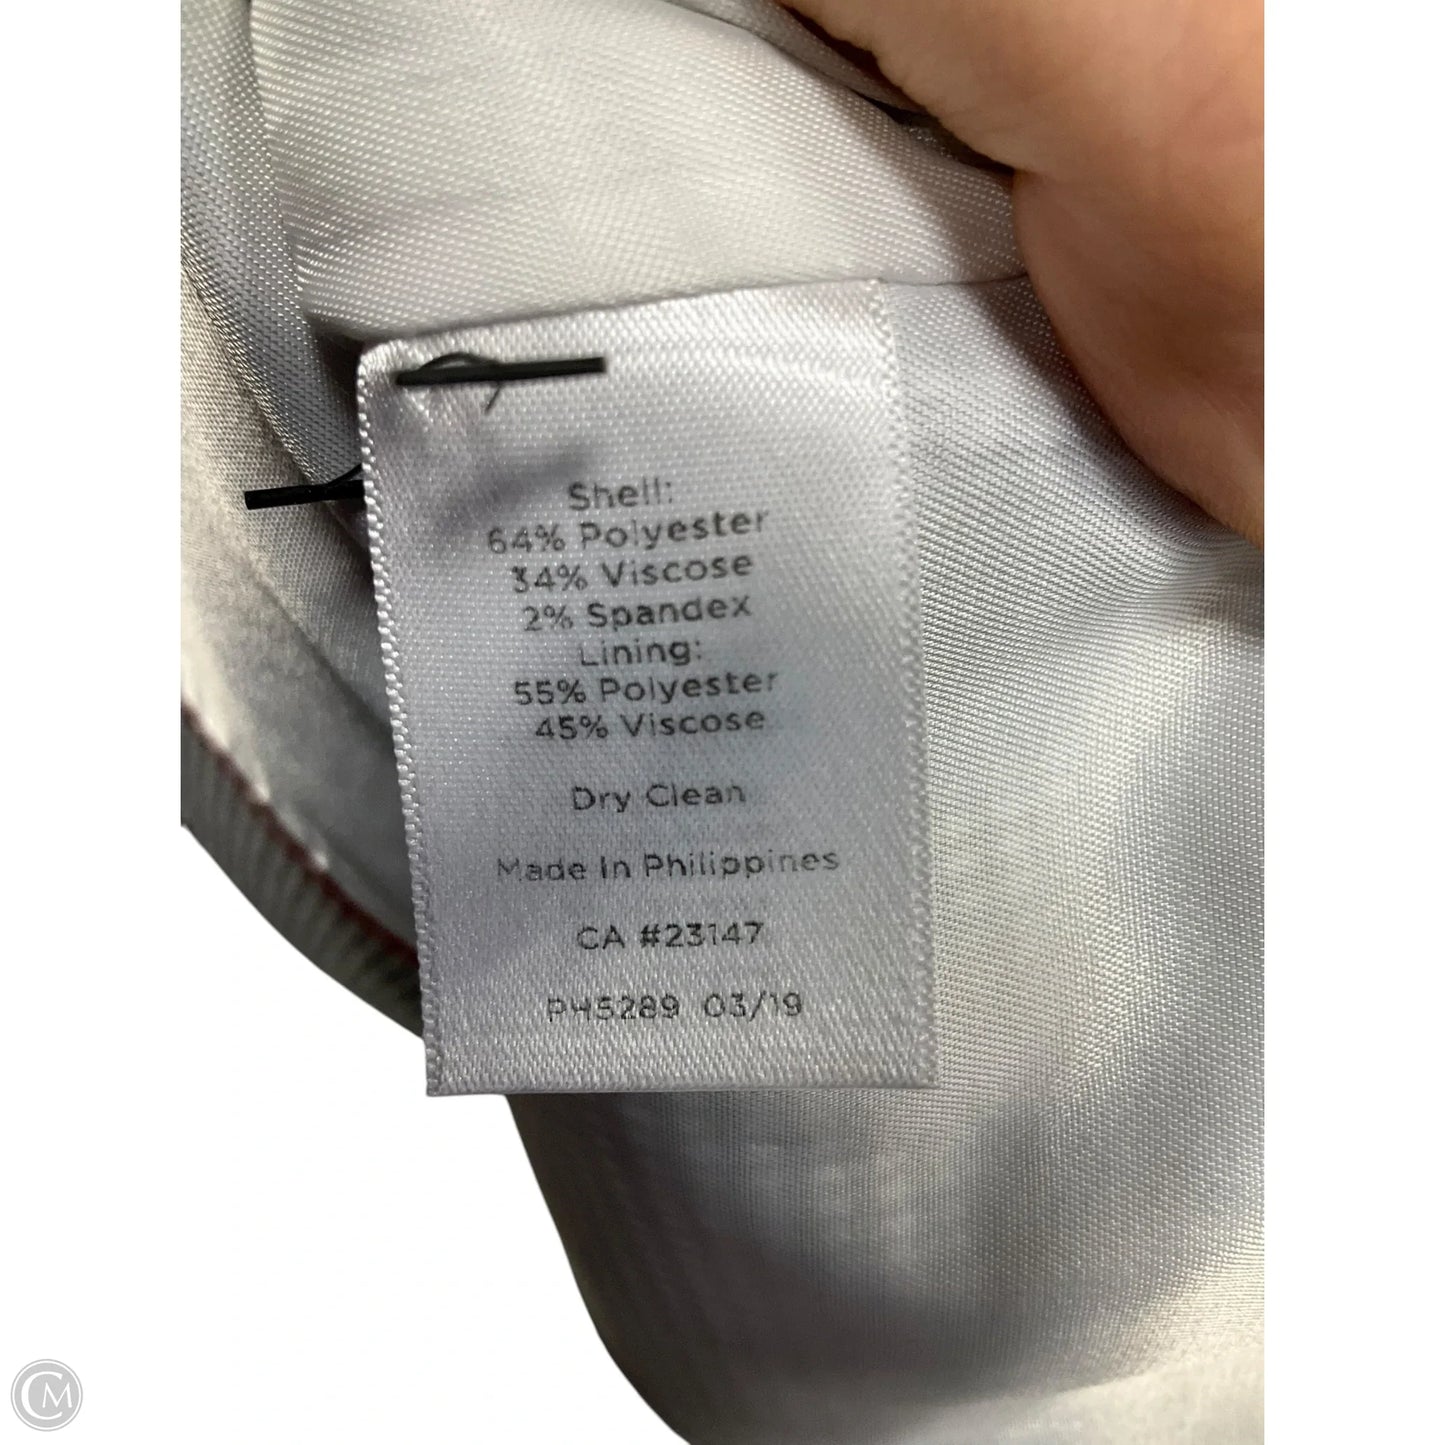 Shell:
64% Polyester
34% Viscose
2% Spandex
Lining:
55% Polyester
45% Viscose
Dry Clean
Made In Philippines
CA #23147
PH5289 03/19
CM